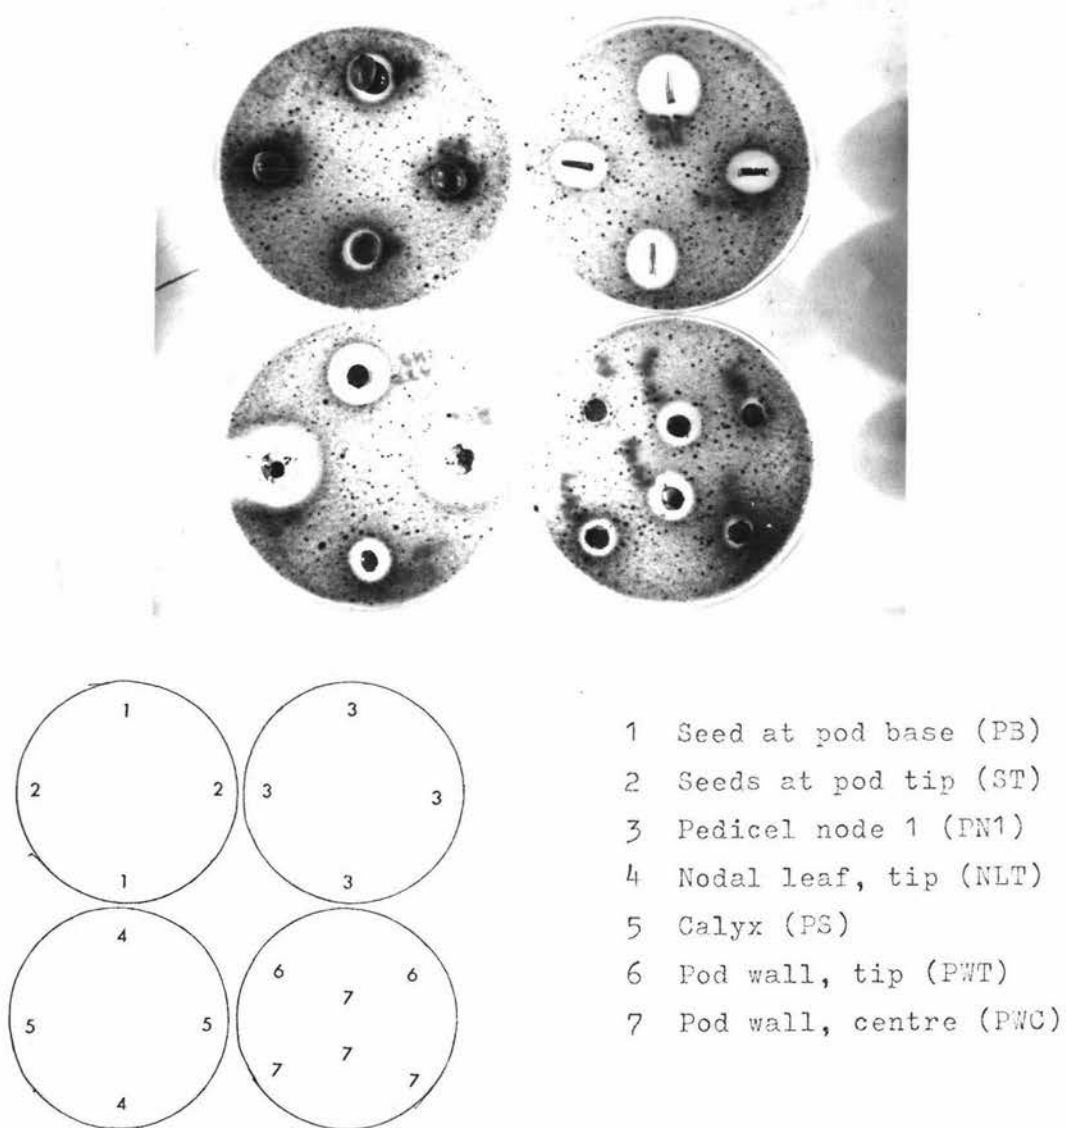 1
2 2
1
3
3 3
3
4
5 5
4
6 6
7
7
7 7
1 Seed at pod base (PB)
2 Seeds at pod tip (ST)
3 Pedicel node 1 (PN1)
4 Nodal leaf, tip (NLT)
5 Calyx (PS)
6 Pod wall, tip (PWT)
7 Pod wall, centre (PWC)